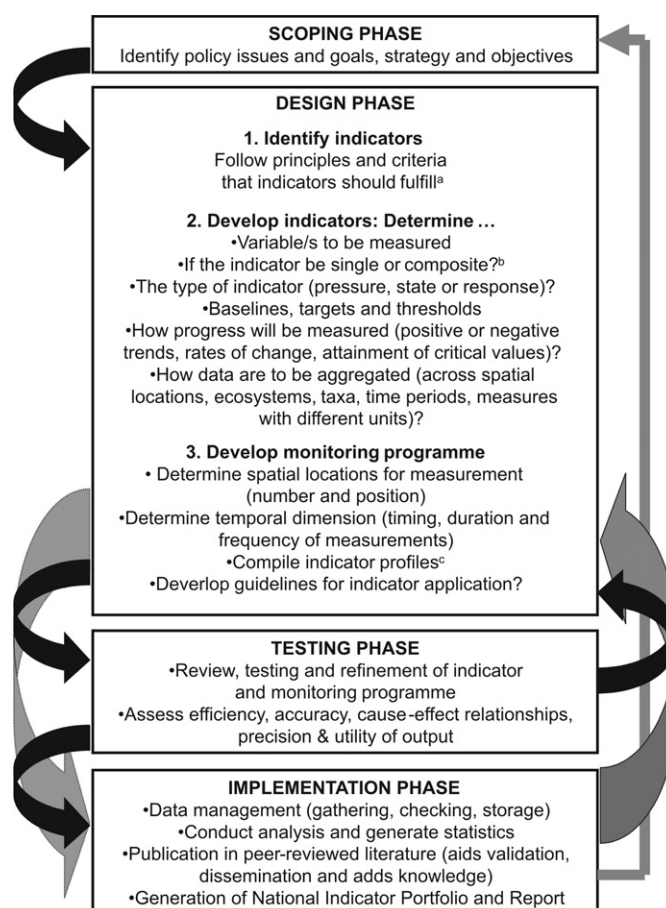 SCOPING PHASE
Identify policy issues and goals, strategy and objectives
DESIGN PHASE
1. Identify indicators
Follow principles and criteria
that indicators should fulfillᵃ
2. Develop indicators: Determine …
•Variable/s to be measured
•If the indicator be single or composite?ᵇ
•The type of indicator (pressure, state or response)?
•Baselines, targets and thresholds
•How progress will be measured (positive or negative
trends, rates of change, attainment of critical values)?
•How data are to be aggregated (across spatial
locations, ecosystems, taxa, time periods, measures
with different units)?
3. Develop monitoring programme
• Determine spatial locations for measurement
(number and position)
•Determine temporal dimension (timing, duration and
frequency of measurements)
•Compile indicator profilesᶜ
•Develop guidelines for indicator application?
TESTING PHASE
•Review, testing and refinement of indicator
and monitoring programme
•Assess efficiency, accuracy, cause-effect relationships,
precision & utility of output
IMPLEMENTATION PHASE
•Data management (gathering, checking, storage)
•Conduct analysis and generate statistics
•Publication in peer-reviewed literature (aids validation,
dissemination and adds knowledge)
•Generation of National Indicator Portfolio and Report